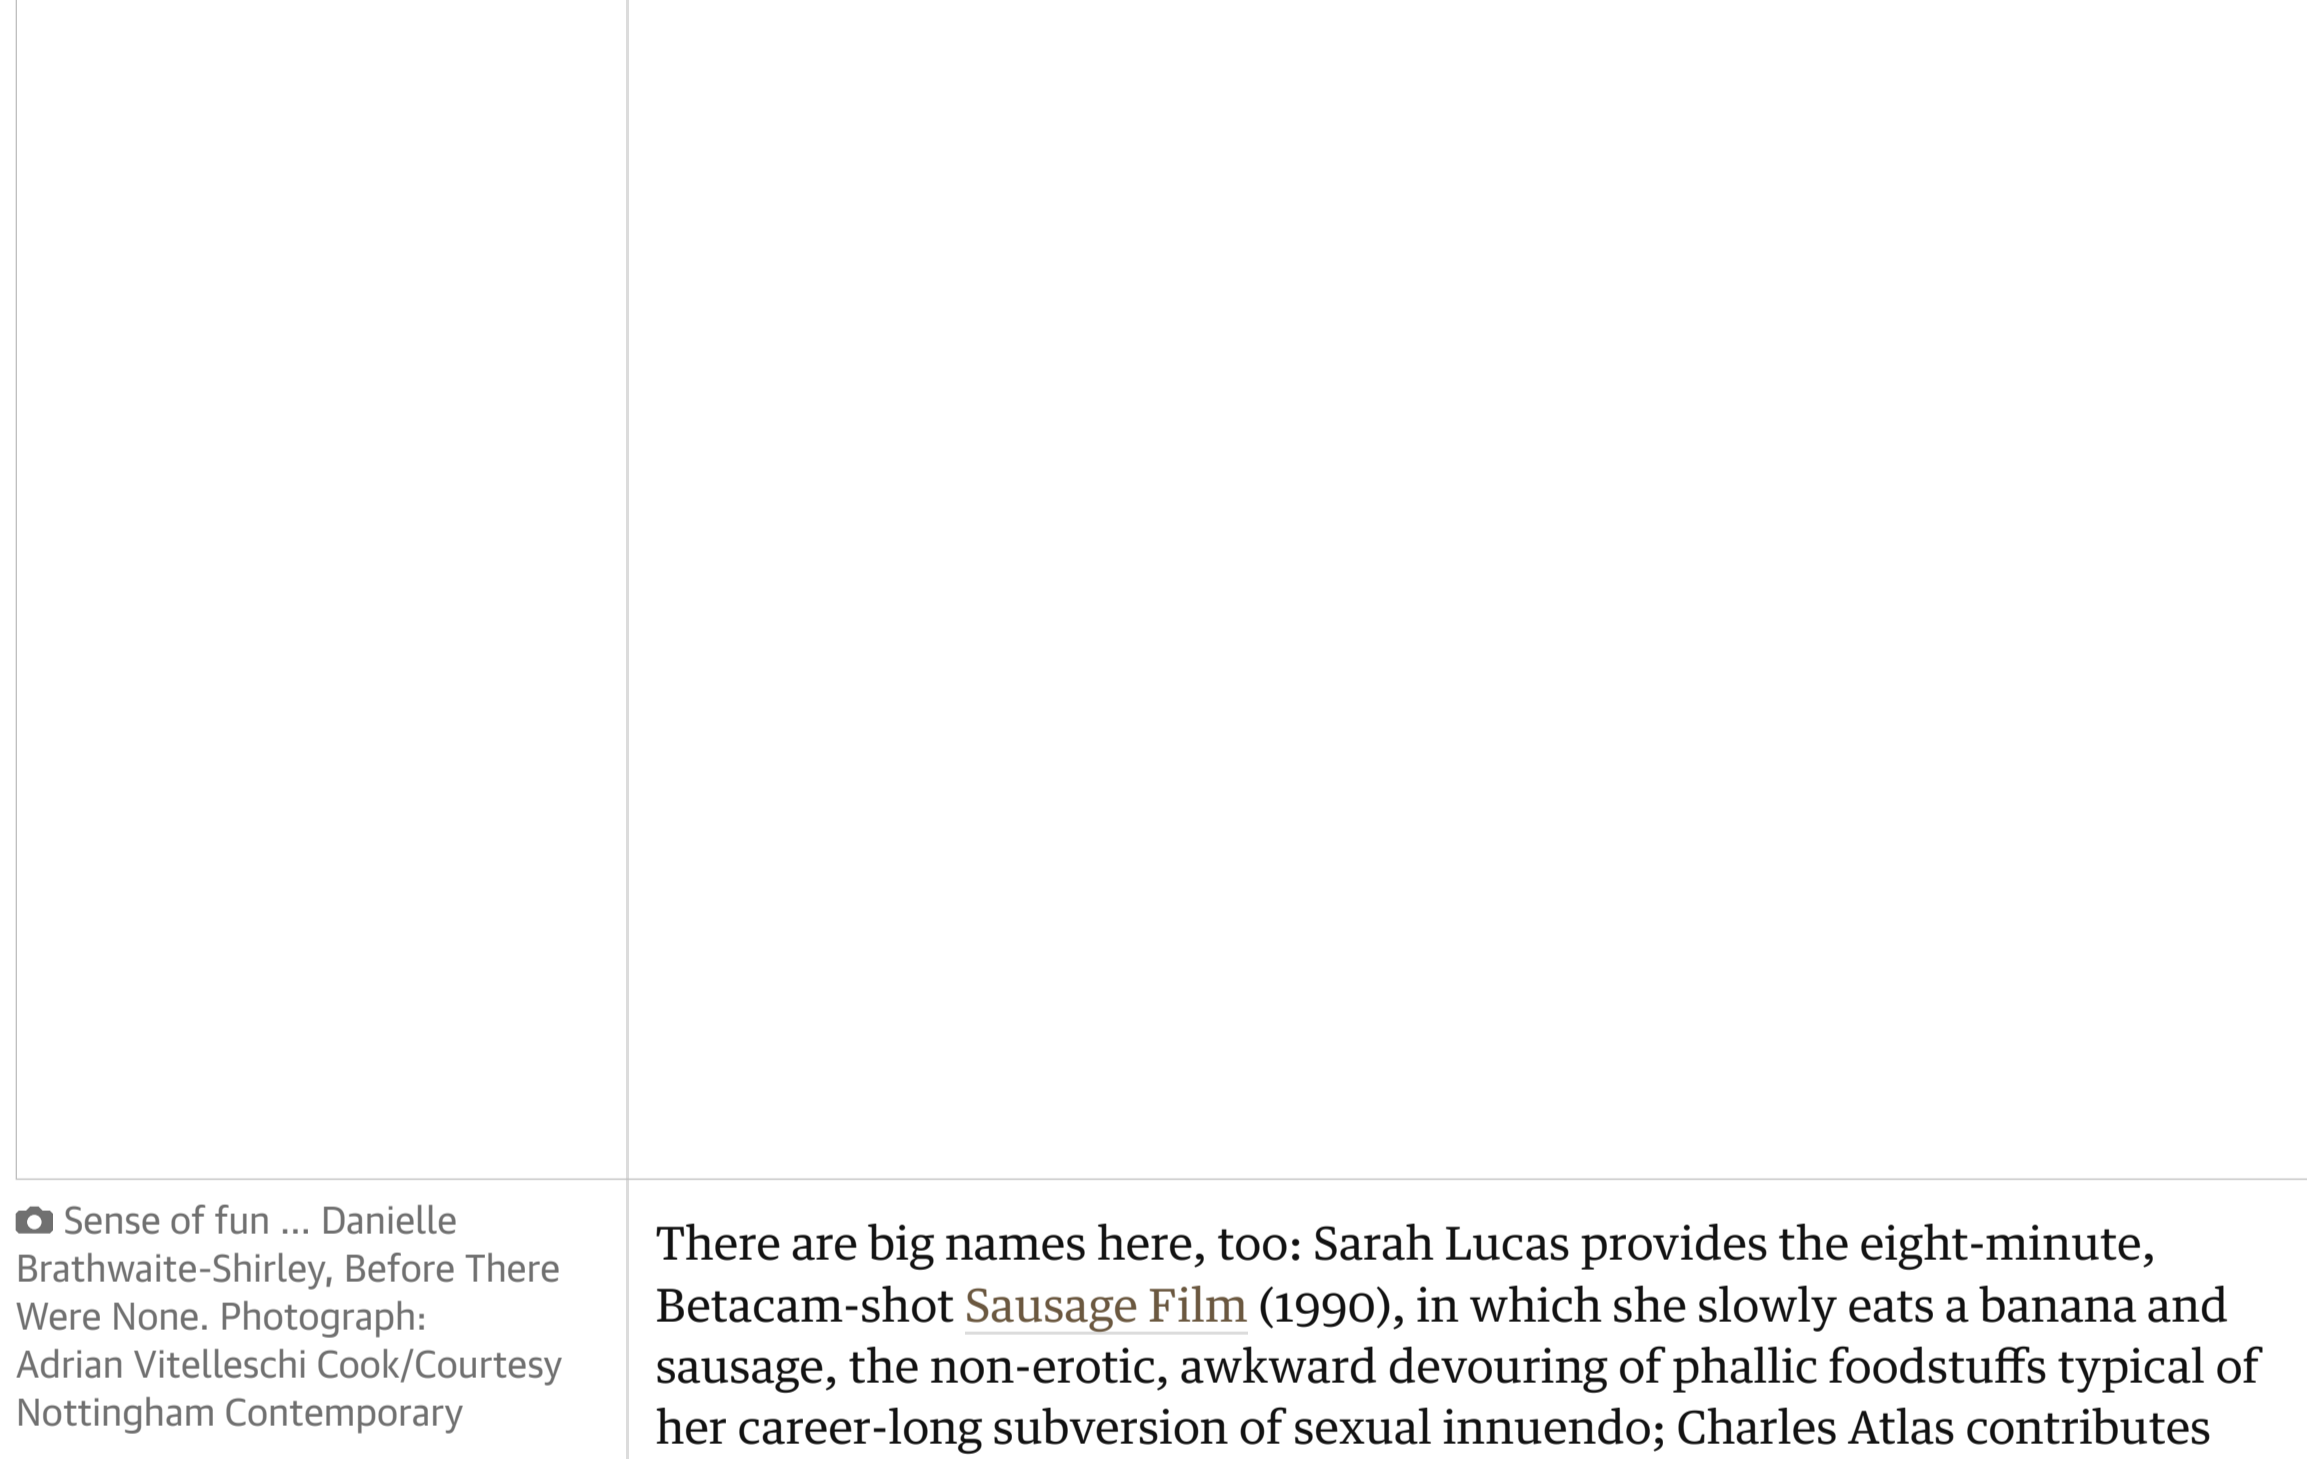 Sense of fun … Danielle
Brathwaite-Shirley, Before There
Were None. Photograph:
Adrian Vitelleschi Cook/Courtesy
Nottingham Contemporary
There are big names here, too: Sarah Lucas provides the eight-minute,
Betacam-shot Sausage Film (1990), in which she slowly eats a banana and
sausage, the non-erotic, awkward devouring of phallic foodstuffs typical of
her career-long subversion of sexual innuendo; Charles Atlas contributes